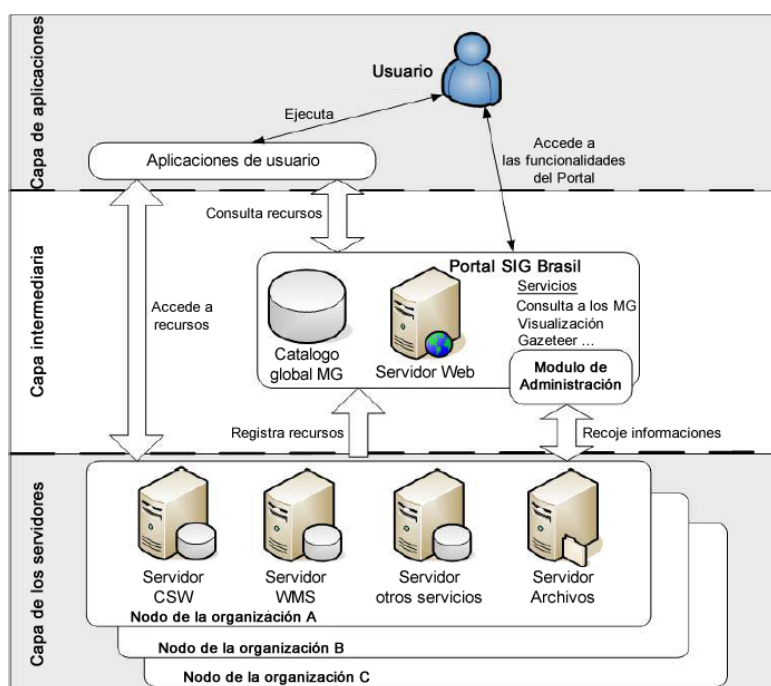 Capa de aplicaciones
Usuario
Ejecuta
Aplicaciones de usuario
Accede a
las funcionalidades
del Portal
Capa intermediaria
Consulta recursos
Accede a
recursos
Portal SIG Brasil
Servicios
Consulta a los MG
Visualización
Gazeteer ...
Catalogo
global MG
Servidor Web
Modulo de
Administración
Registra recursos
Recoje informaciones
Capa de los servidores
Servidor
CSW
Servidor
WMS
Servidor
otros servicios
Servidor
Archivos
Nodo de la organización A
Nodo de la organización B
Nodo de la organización C